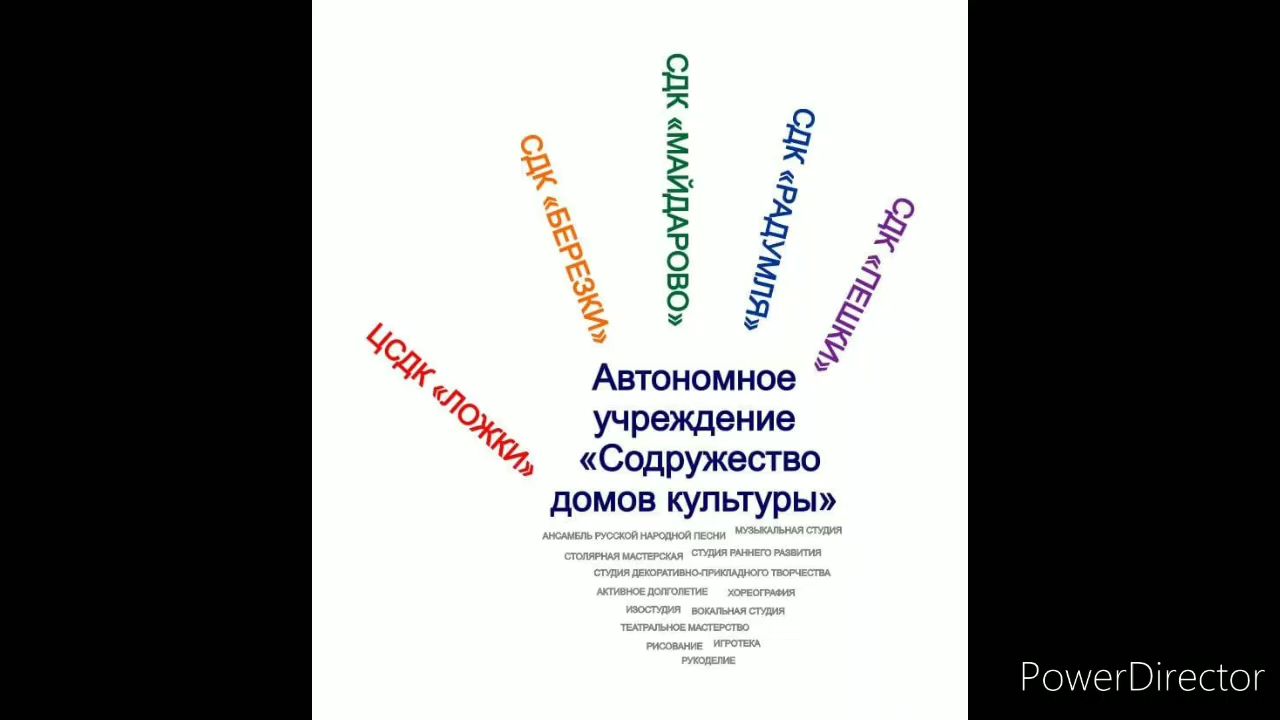 ЦСДК «ЛОЖКИ»
СДК «БЕРЕЗКИ»
СДК «МАЙДАРОВО»
СДК «РАДУМЛЯ»
СДК «ПЕШКИ»
Автономное
учреждение
«Содружество
домов культуры»
АНСАМБЛЬ РУССКОЙ НАРОДНОЙ ПЕСНИ МУЗЫКАЛЬНАЯ СТУДИЯ
СТОЛЯРНАЯ МАСТЕРСКАЯ СТУДИЯ РАННЕГО РАЗВИТИЯ
СТУДИЯ ДЕКОРАТИВНО-ПРИКЛАДНОГО ТВОРЧЕСТВА
АКТИВНОЕ ДОЛГОЛЕТИЕ ХОРЕОГРАФИЯ
ИЗОСТУДИЯ ВОКАЛЬНАЯ СТУДИЯ
ТЕАТРАЛЬНОЕ МАСТЕРСТВО
РИСОВАНИЕ ИГРОТЕКА
РУКОДЕЛИЕ
PowerDirector